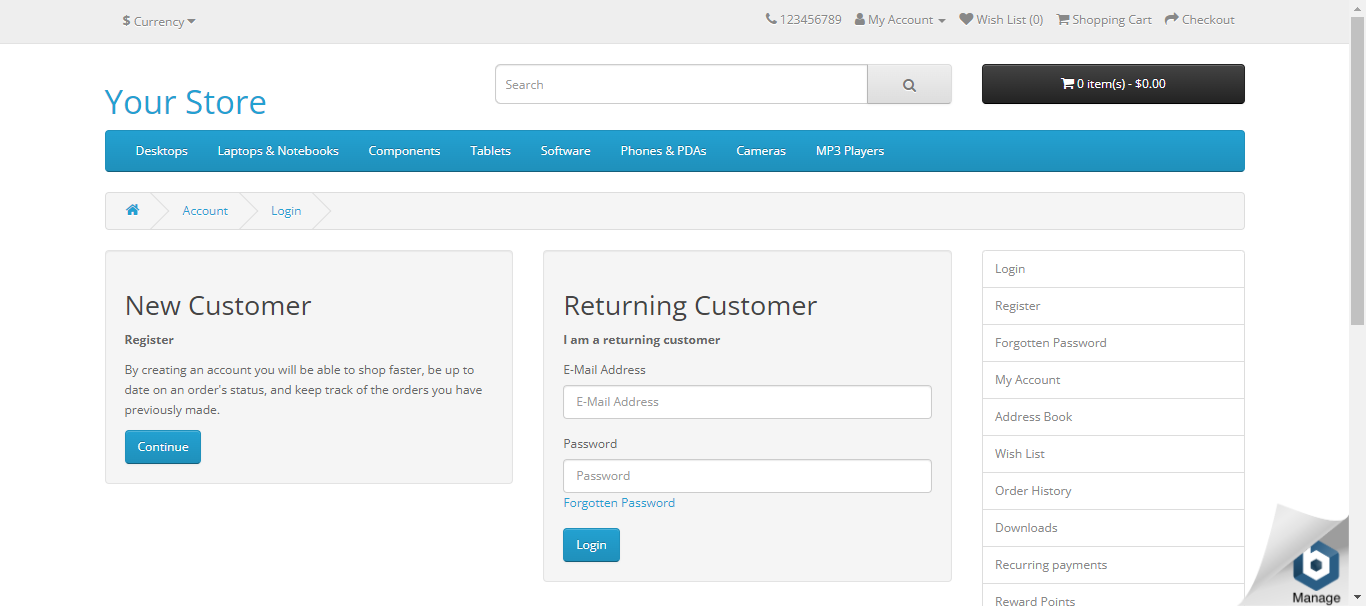 $ Currency
123456789 My Account Wish List (0) Shopping Cart Checkout
Your Store
Search
0 item(s) - $0.00
Desktops Laptops & Notebooks Components Tablets Software Phones & PDAs Cameras MP3 Players
Account Login
New Customer
Register
By creating an account you will be able to shop faster, be up to
date on an order's status, and keep track of the orders you have
previously made.
Continue
Returning Customer
I am a returning customer
E-Mail Address
E-Mail Address
Password
Password
Forgotten Password
Login
Login
Register
Forgotten Password
My Account
Address Book
Wish List
Order History
Downloads
Recurring payments
Reward Points
Manage